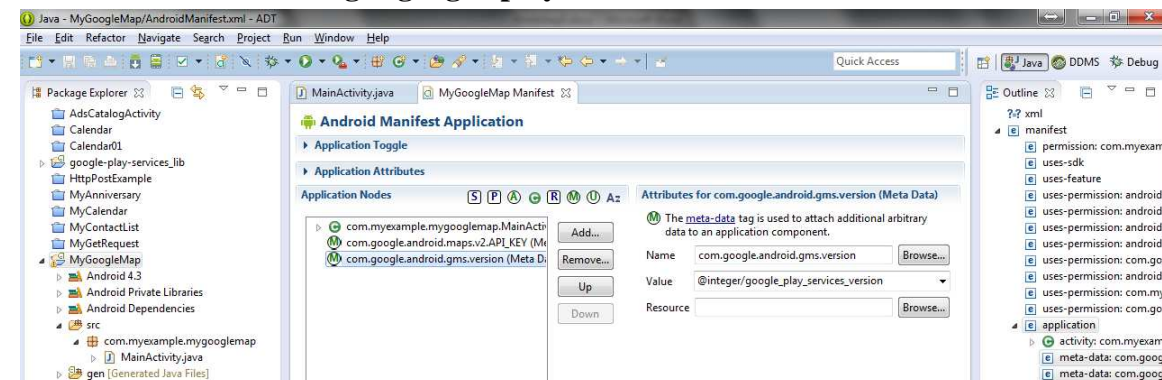 Java - MyGoogleMap/AndroidManifest.xml - ADT
File Edit Refactor Navigate Search Project Run Window Help
Quick Access
Java DDMS Debug
Package Explorer
AdsCatalogActivity
Calendar
Calendar01
google-play-services_lib
HttpPostExample
MyAnniversary
MyCalendar
MyContactList
MyGetRequest
MyGoogleMap
Android 4.3
Android Private Libraries
Android Dependencies
src
com.myexample.mygooglemap
MainActivity.java
gen [Generated Java Files]
MainActivity.java MyGoogleMap Manifest
Android Manifest Application
Application Toggle
Application Attributes
Application Nodes S P A G R M U Az
com.myexample.mygooglemap.MainActiv
com.google.android.maps.v2.API_KEY (Me
com.google.android.gms.version (Meta Da
Add...
Remove...
Up
Down
Attributes for com.google.android.gms.version (Meta Data)
M The meta-data tag is used to attach additional arbitrary
data to an application component.
Name com.google.android.gms.version Browse...
Value @integer/google_play_services_version
Resource Browse...
Outline
?=? xml
manifest
permission: com.myexam
uses-sdk
uses-feature
uses-permission: android
uses-permission: android
uses-permission: android
uses-permission: android
uses-permission: com.go
uses-permission: android
uses-permission: com.my
uses-permission: com.go
application
activity: com.myexam
meta-data: com.goog
meta-data: com.goog